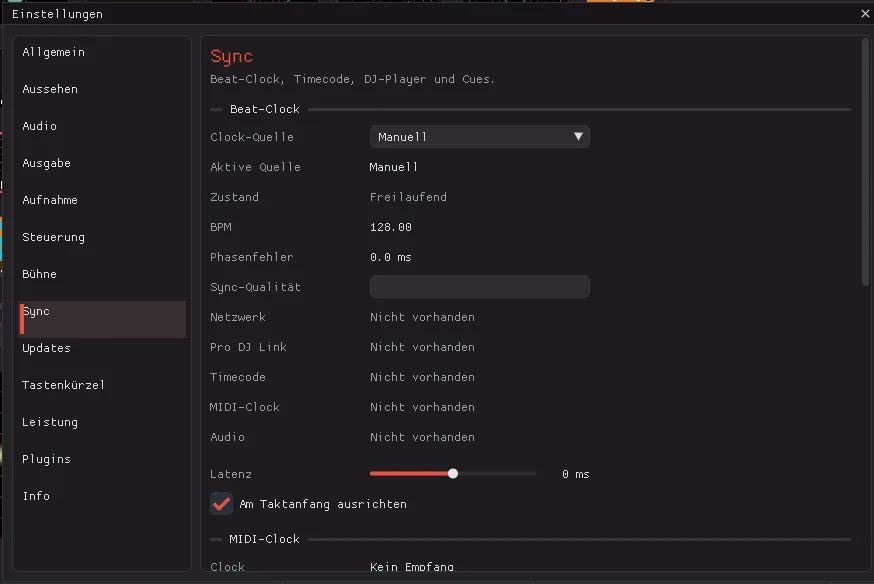 Einstellungen
Allgemein
Aussehen
Audio
Ausgabe
Aufnahme
Steuerung
Bühne
Sync
Updates
Tastenkürzel
Leistung
Plugins
Info
Sync
Beat-Clock, Timecode, DJ-Player und Cues.
Beat-Clock
Clock-Quelle Manuell
Aktive Quelle Manuell
Zustand Freilaufend
BPM 128.00
Phasenfehler 0.0 ms
Sync-Qualität
Netzwerk Nicht vorhanden
Pro DJ Link Nicht vorhanden
Timecode Nicht vorhanden
MIDI-Clock Nicht vorhanden
Audio Nicht vorhanden
Latenz 0 ms
Am Taktanfang ausrichten
MIDI-Clock
Clock Kein Empfang